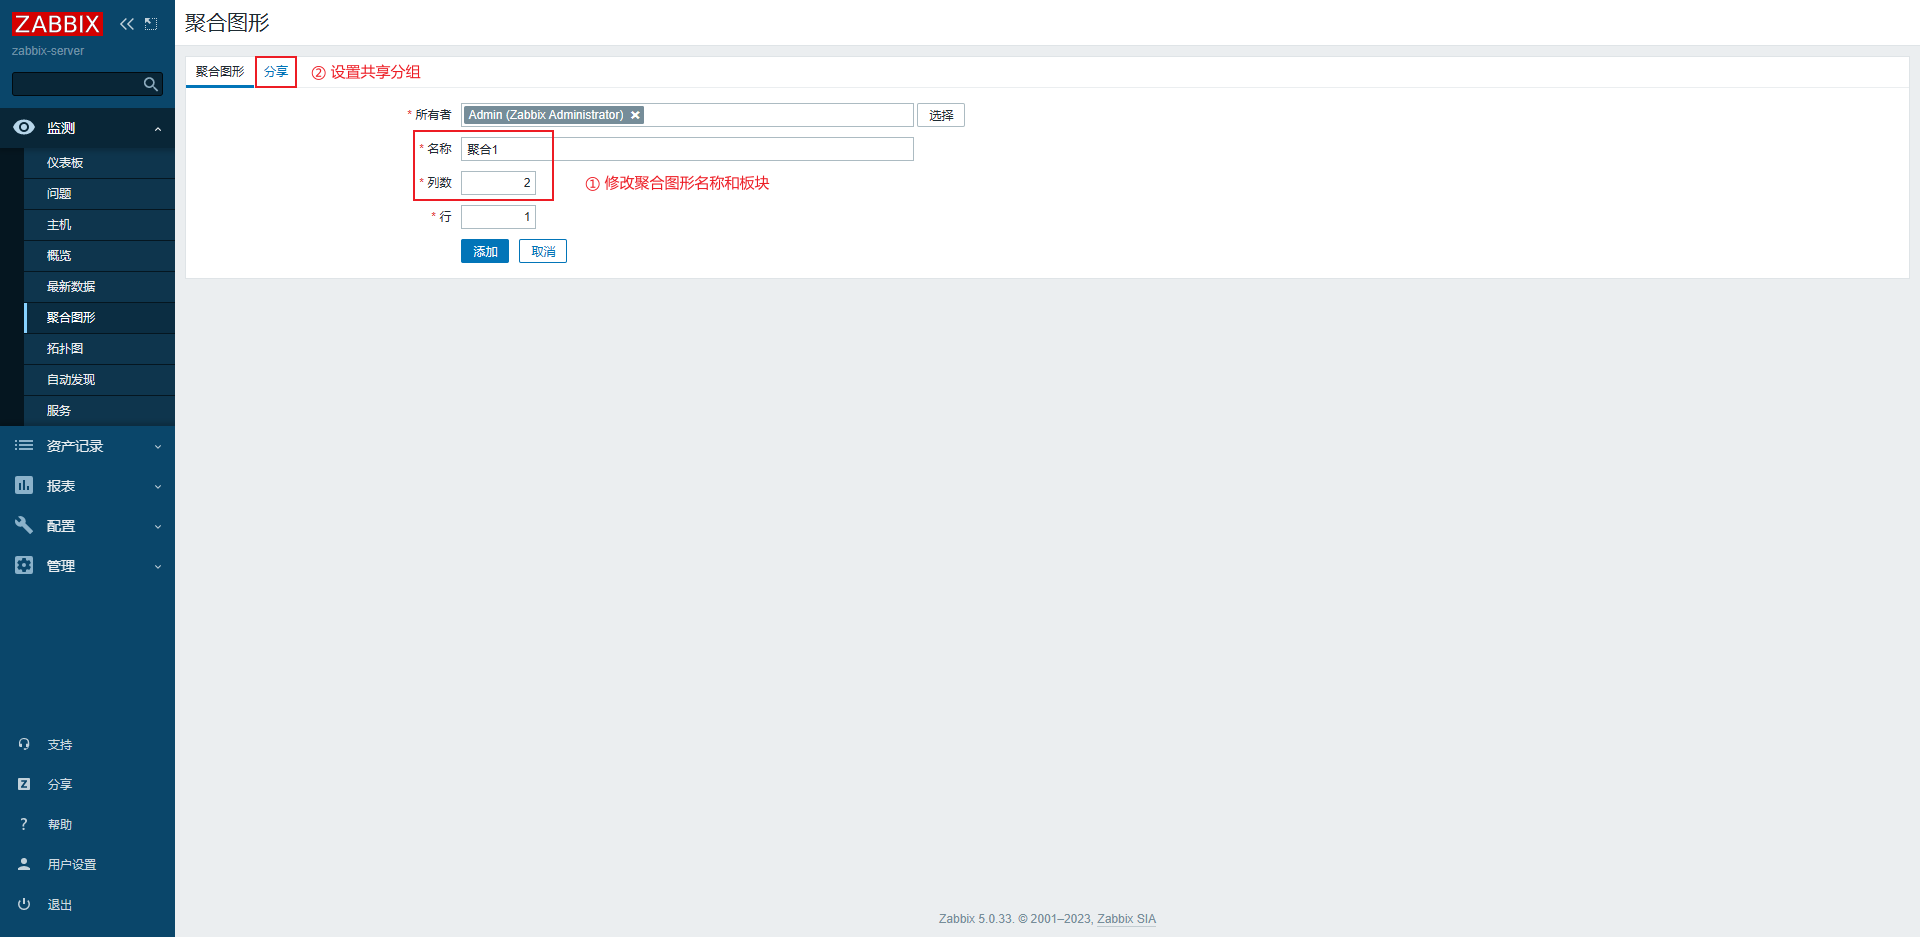 ZABBIX
zabbix-server
监测
仪表板
问题
主机
概览
最新数据
聚合图形
拓扑图
自动发现
服务
资产记录
报表
配置
管理
支持
分享
帮助
用户设置
退出
聚合图形
聚合图形 分享 ② 设置共享分组
* 所有者 Admin (Zabbix Administrator) 选择
* 名称 聚合1
* 列数 2 ① 修改聚合图形名称和板块
* 行 1
添加 取消
Zabbix 5.0.33. © 2001–2023, Zabbix SIA